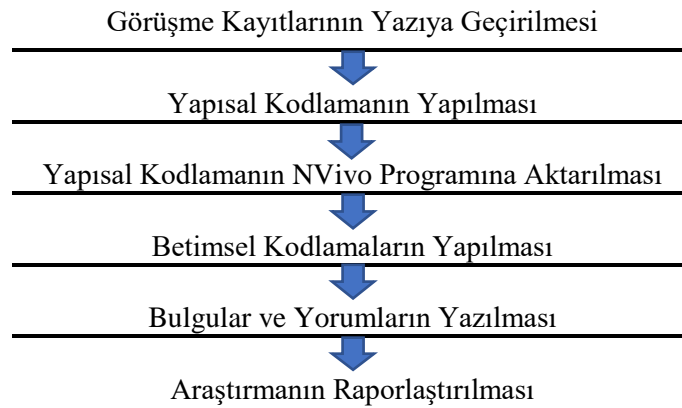 Görüşme Kayıtlarının Yazıya Geçirilmesi
Yapısal Kodlamanın Yapılması
Yapısal Kodlamanın NVivo Programına Aktarılması
Betimsel Kodlamaların Yapılması
Bulgular ve Yorumların Yazılması
Araştırmanın Raporlaştırılması